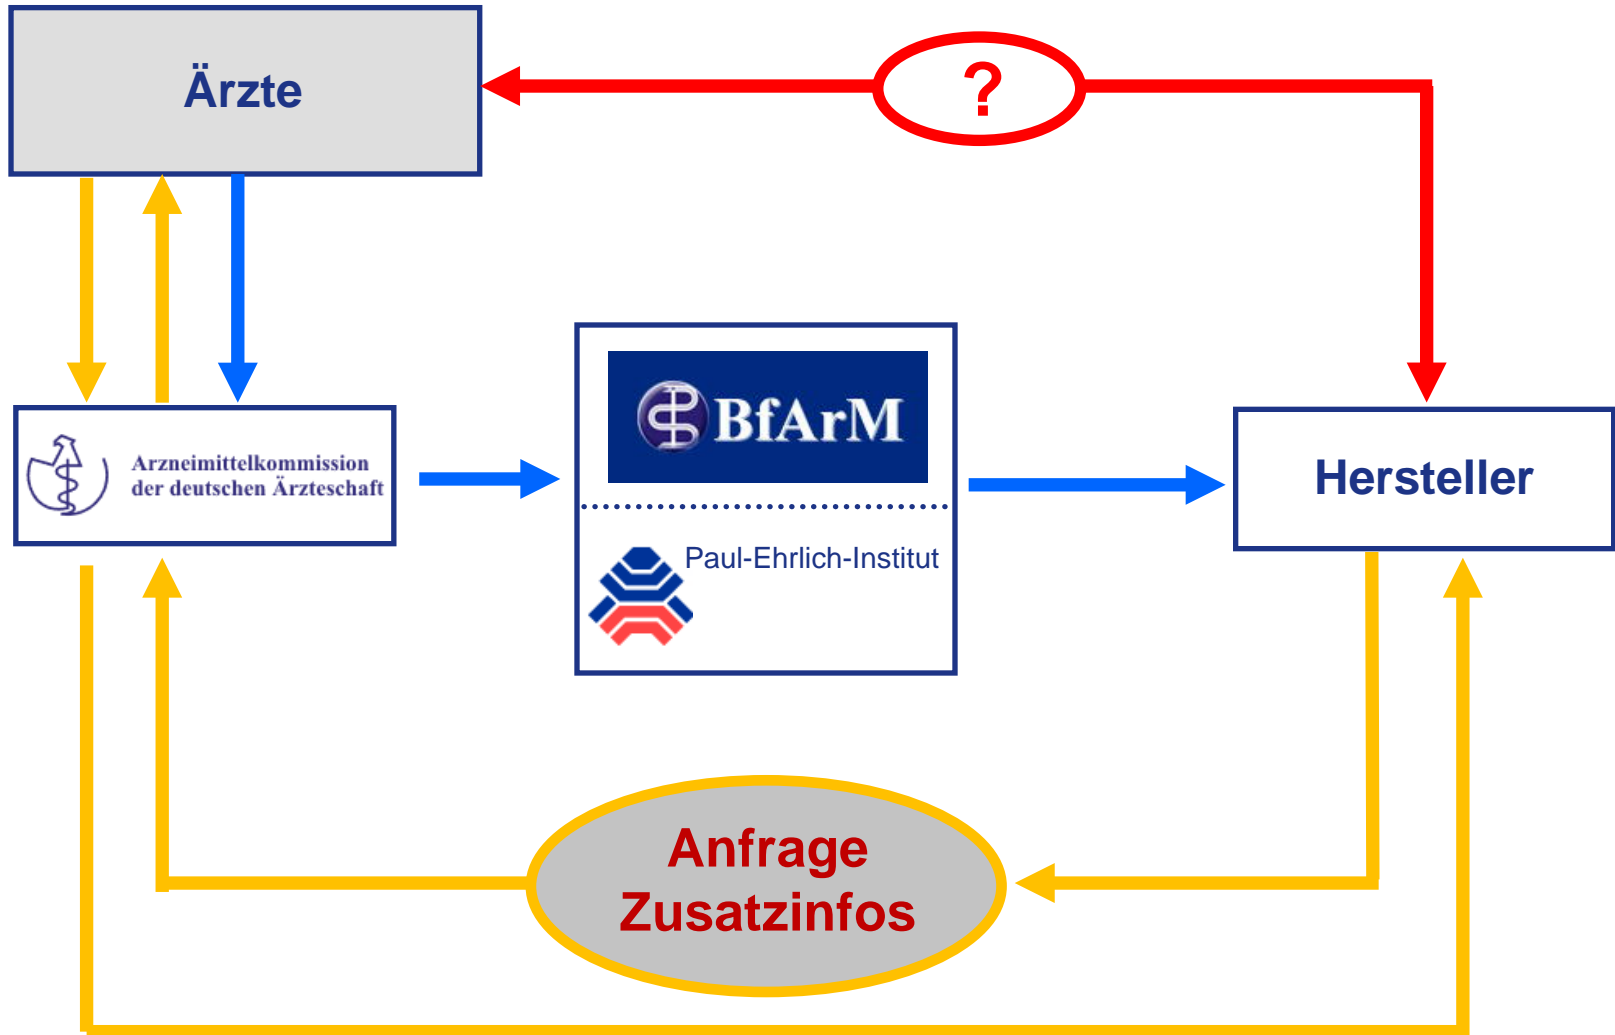 Ärzte
?
BfArM
Arzneimittelkommission
der deutschen Ärzteschaft
Hersteller
Paul-Ehrlich-Institut
Anfrage
Zusatzinfos